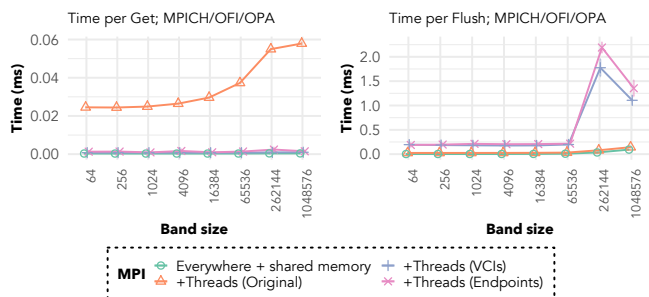 Time per Get; MPICH/OFI/OPA
Time (ms)
0.06
0.04
0.02
0.00
64
256
1024
4096
16384
65536
262144
1048576
Band size
Time per Flush; MPICH/OFI/OPA
Time (ms)
2.0
1.5
1.0
0.5
0.0
64
256
1024
4096
16384
65536
262144
1048576
Band size
MPI
Everywhere + shared memory
+Threads (Original)
+Threads (VCIs)
+Threads (Endpoints)